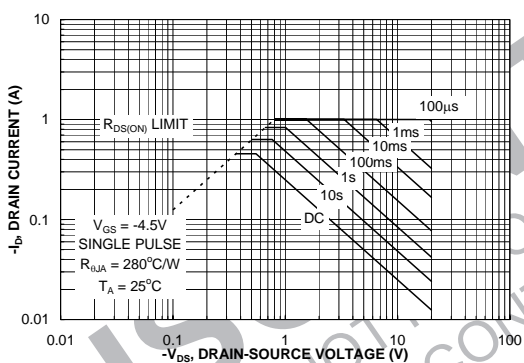 10
1
0.1
0.01
-I_D, DRAIN CURRENT (A)
R_DS(ON) LIMIT
100µs
1ms
10ms
100ms
1s
10s
DC
V_GS = -4.5V
SINGLE PULSE
R_θJA = 280°C/W
T_A = 25°C
0.01
0.1
1
10
100
-V_DS, DRAIN-SOURCE VOLTAGE (V)